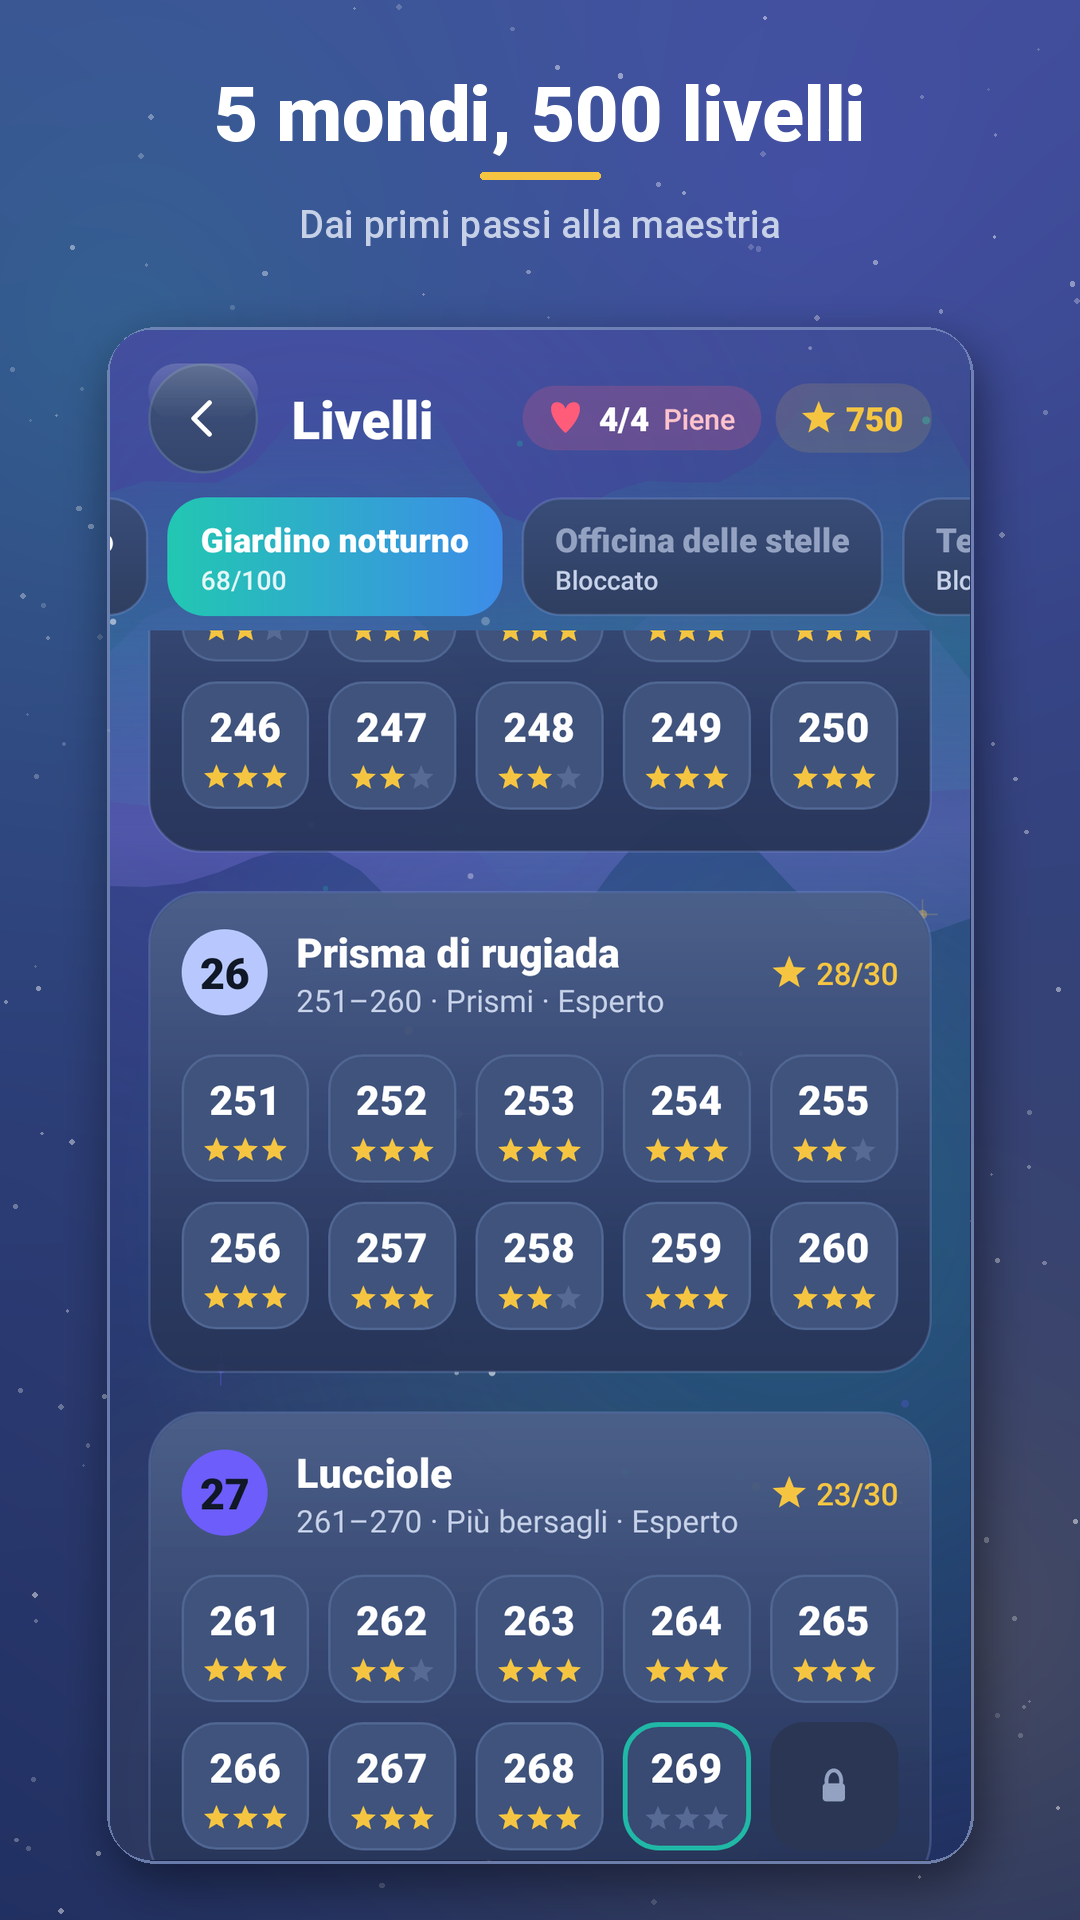 5 mondi, 500 livelli
Dai primi passi alla maestria
Livelli
4/4 Piene
750
Giardino notturno
68/100
Officina delle stelle
Bloccato
246 247 248 249 250
26
Prisma di rugiada
251–260 · Prismi · Esperto
28/30
251 252 253 254 255
256 257 258 259 260
27
Lucciole
261–270 · Più bersagli · Esperto
23/30
261 262 263 264 265
266 267 268 269